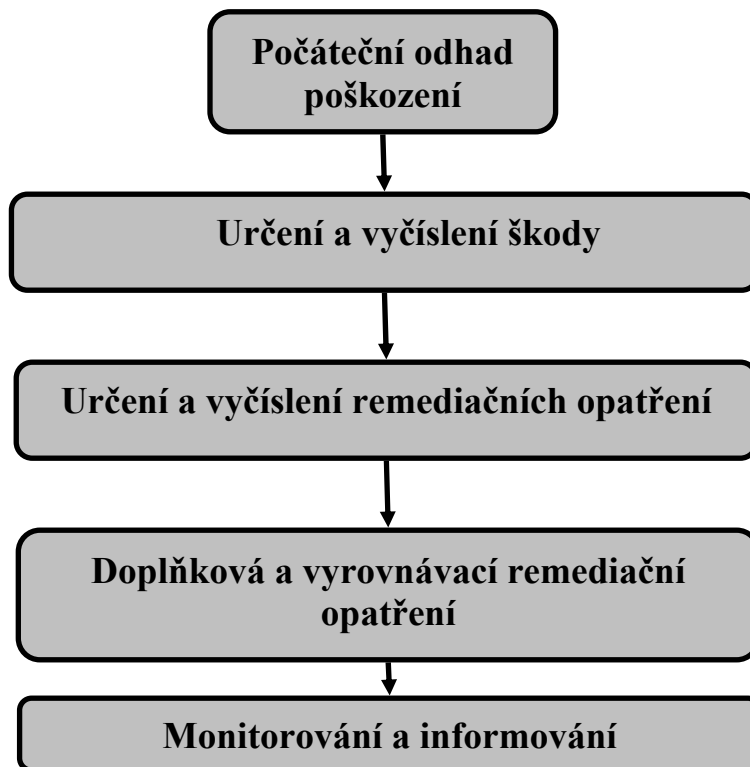 Počáteční odhad
poškození
Určení a vyčíslení škody
Určení a vyčíslení remediačních opatření
Doplňková a vyrovnávací remediační
opatření
Monitorování a informování